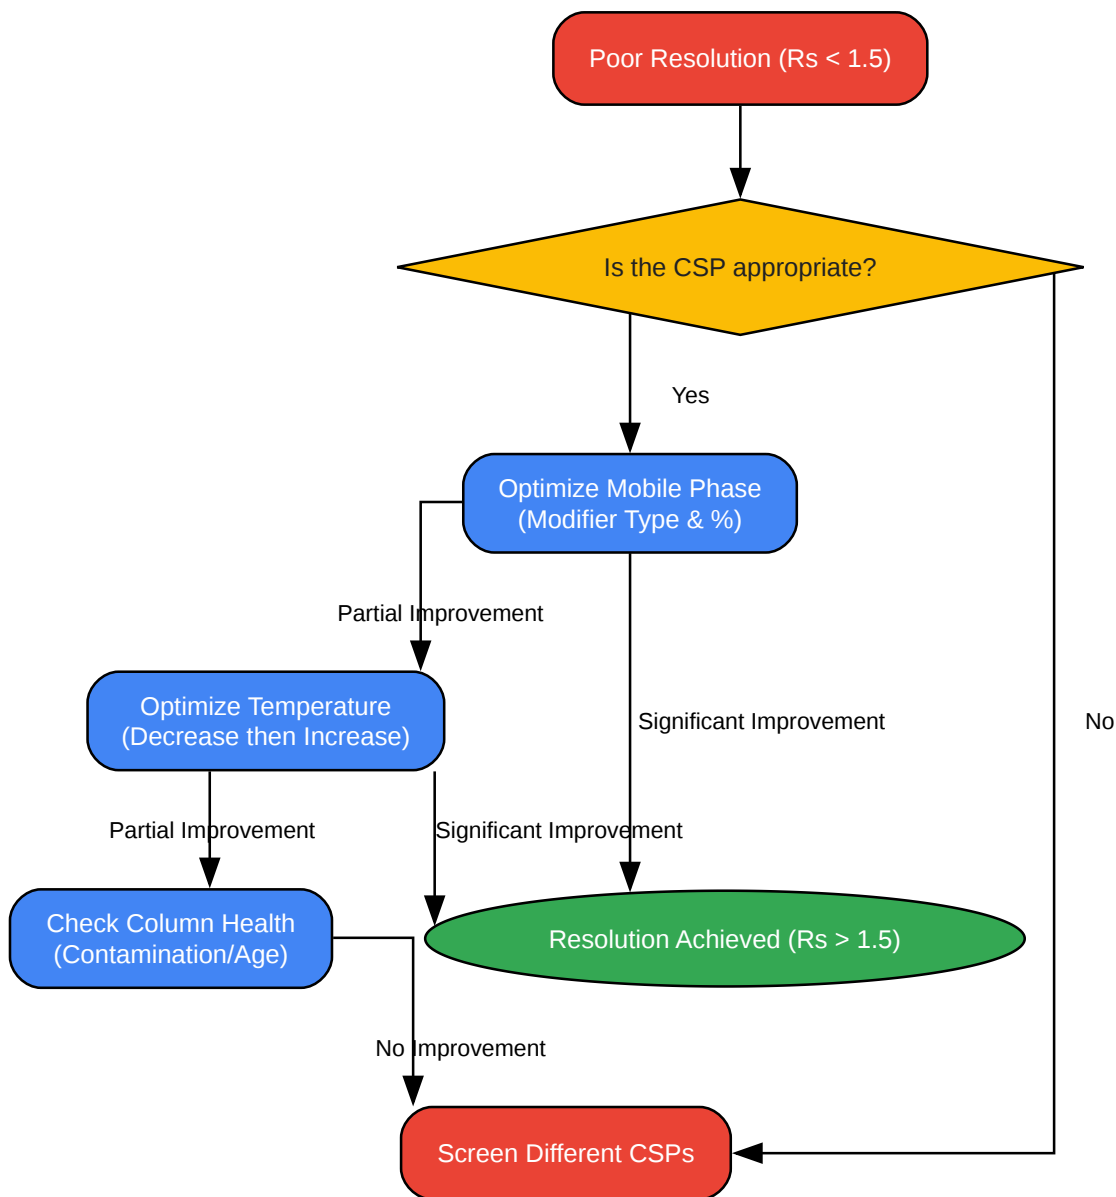 Poor Resolution (Rs < 1.5)
Is the CSP appropriate?
Yes
Optimize Mobile Phase
(Modifier Type & %)
Partial Improvement
Optimize Temperature
(Decrease then Increase)
Significant Improvement
No
Partial Improvement
Significant Improvement
Check Column Health
(Contamination/Age)
Resolution Achieved (Rs > 1.5)
No Improvement
Screen Different CSPs